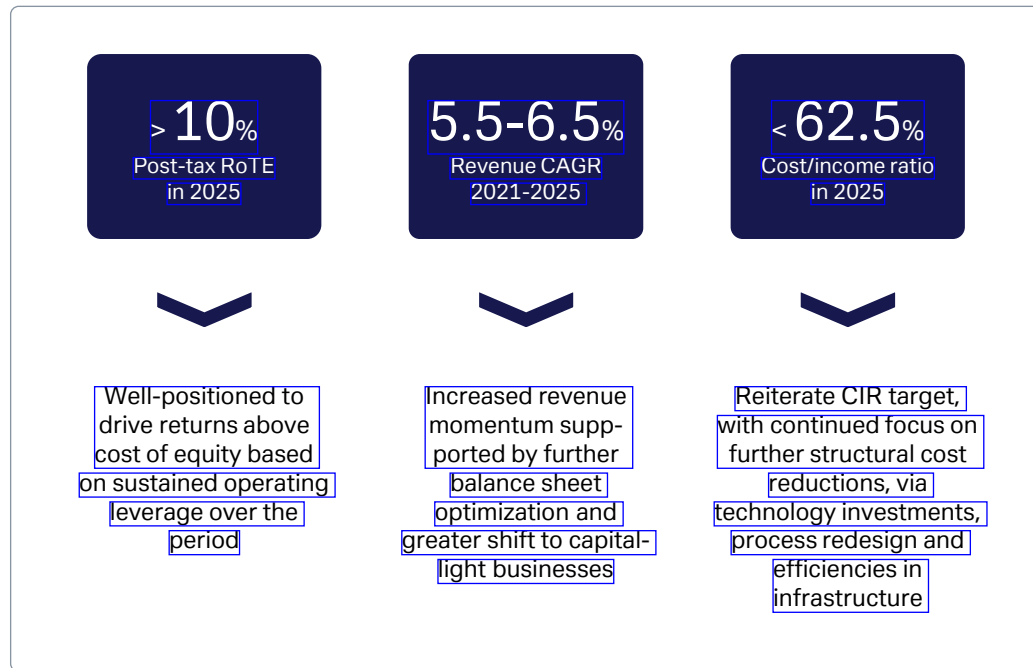 > 10%
Post-tax RoTE
in 2025
5.5-6.5%
Revenue CAGR
2021-2025
< 62.5%
Cost/income ratio
in 2025
Well-positioned to
drive returns above
cost of equity based
on sustained operating
leverage over the
period
Increased revenue
momentum supp-
ported by further
balance sheet
optimization and
greater shift to capital-
light businesses
Reiterate CIR target,
with continued focus on
further structural cost
reductions, via
technology investments,
process redesign and
efficiencies in
infrastructure